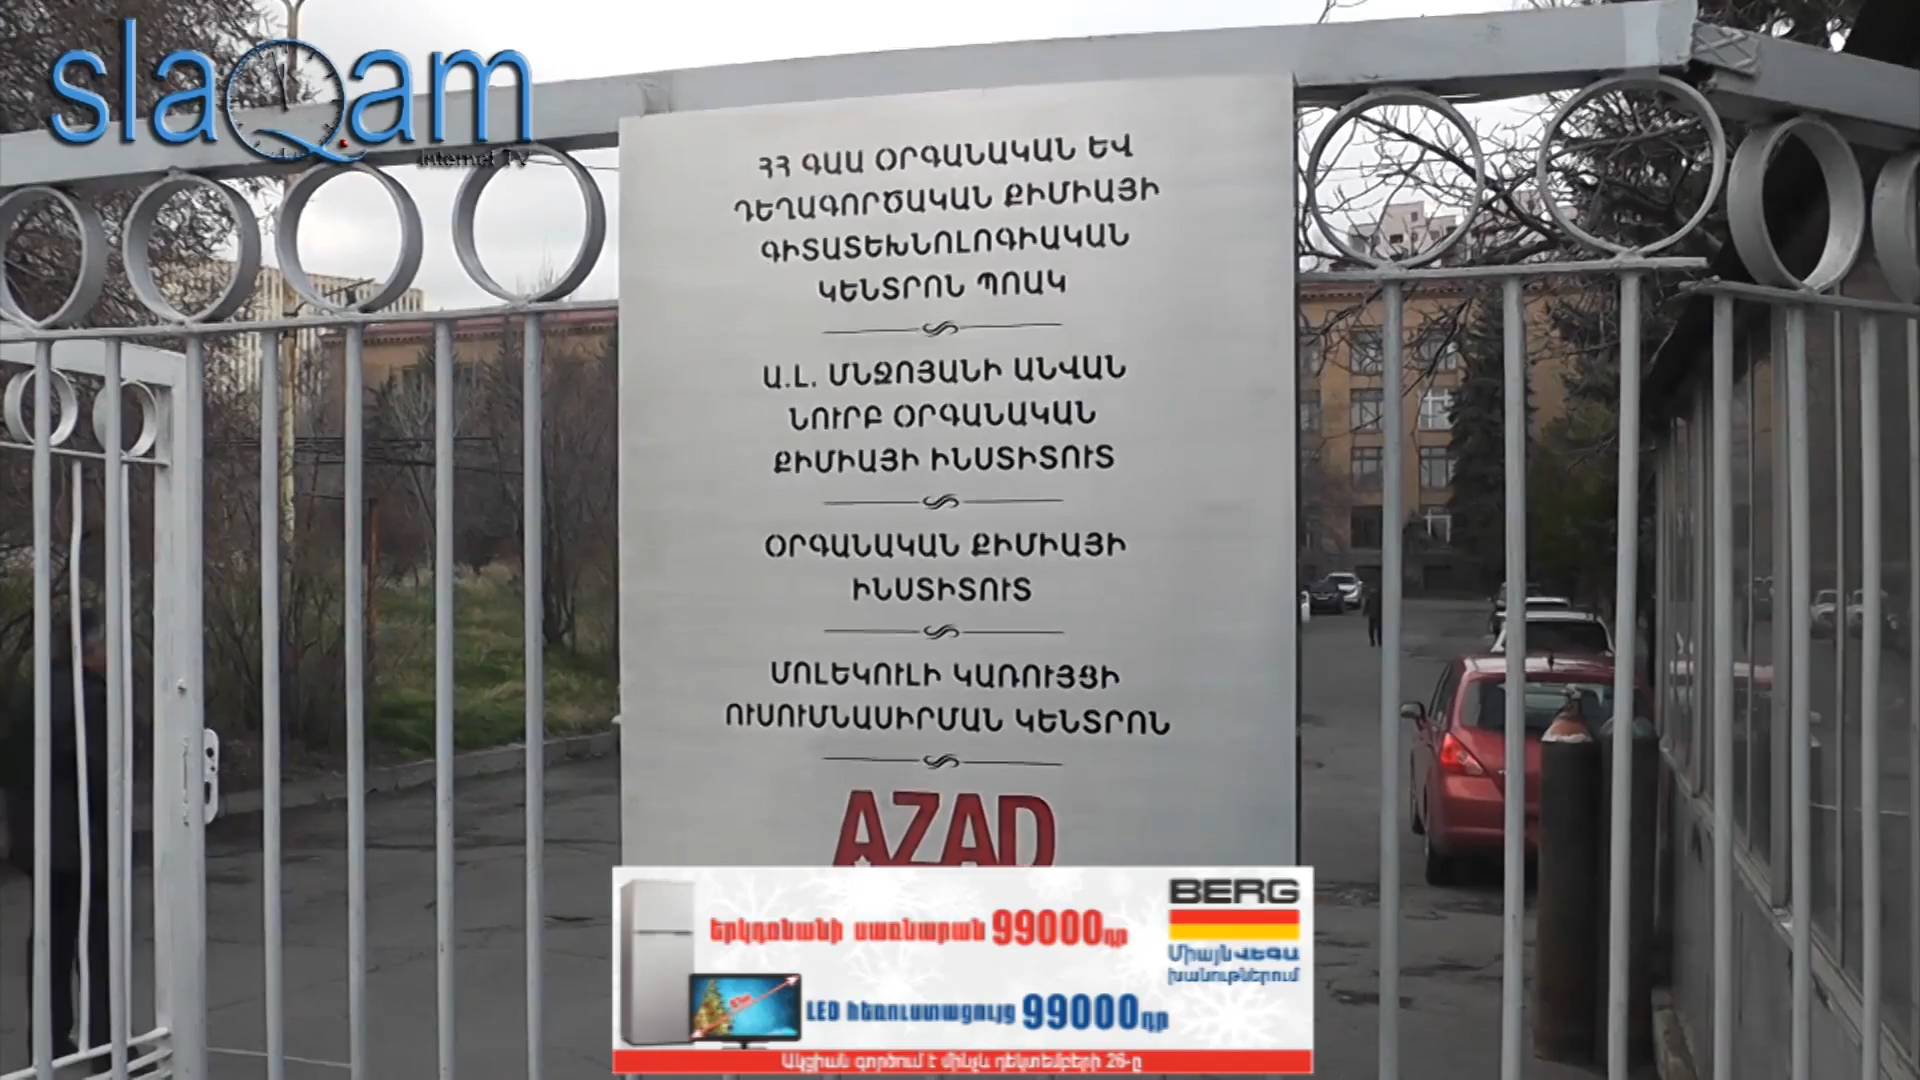 slaQam
Internet TV
ՀՀ ԳԱԱ ՕՐԳԱՆԱԿԱՆ ԵՎ
ԴԵՂԱԳՈՐԾԱԿԱՆ ՔԻՄԻԱՅԻ
ԳԻՏԱՏԵԽՆՈԼՈԳԻԱԿԱՆ
ԿԵՆՏՐՈՆ ՊՈԱԿ
Ա.Լ. ՄՆՋՈՅԱՆԻ ԱՆՎԱՆ
ՆՈՒՐԲ ՕՐԳԱՆԱԿԱՆ
ՔԻՄԻԱՅԻ ԻՆՍՏԻՏՈՒՏ
ՕՐԳԱՆԱԿԱՆ ՔԻՄԻԱՅԻ
ԻՆՍՏԻՏՈՒՏ
ՄՈԼԵԿՈՒԼԻ ԿԱՌՈՒՅՑԻ
ՈՒՍՈՒՄՆԱՍԻՐՄԱՆ ԿԵՆՏՐՈՆ
AZAD
երկդռնանի սառնարան 99000դր
LED հեռուստացույց 99000դր
BERG
Միայն ՎԵԳԱ
խանութներում
Ակցիան գործում է մինչև դեկտեմբերի 26-ը